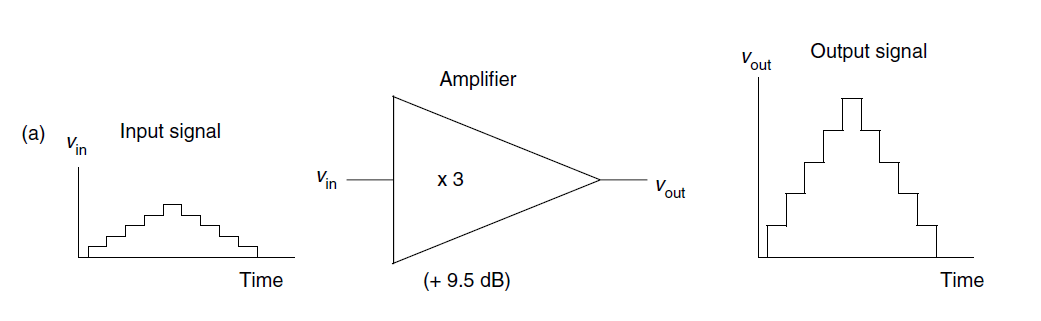 (a)
Input signal
Vin
Time
Amplifier
Vin
x 3
Vout
(+ 9.5 dB)
Output signal
Vout
Time